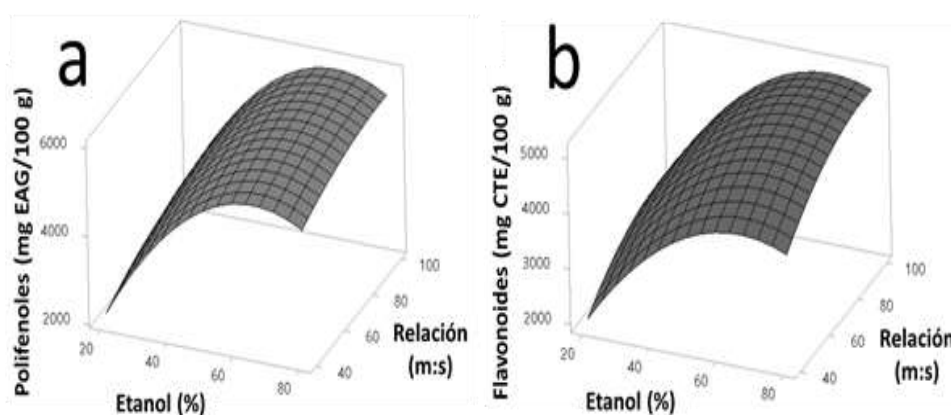 a
Polifenoles (mg EAG/100 g)
6000
4000
2000
20
40
60
80
Etanol (%)
40
60
80
100
Relación
(m:s)
b
Flavonoides (mg CTE/100 g)
5000
4000
3000
2000
20
40
60
80
Etanol (%)
40
60
80
100
Relación
(m:s)